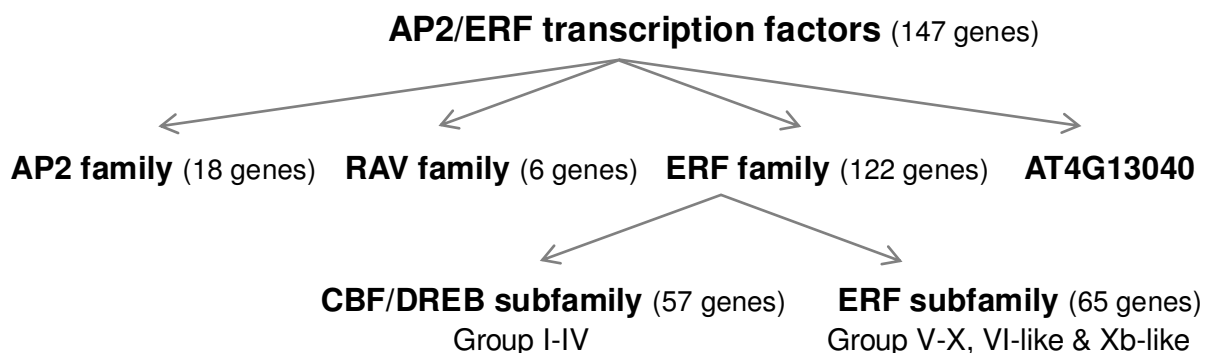 AP2/ERF transcription factors (147 genes)
AP2 family (18 genes) RAV family (6 genes) ERF family (122 genes) AT4G13040
CBF/DREB subfamily (57 genes) ERF subfamily (65 genes)
Group I-IV Group V-X, VI-like & Xb-like